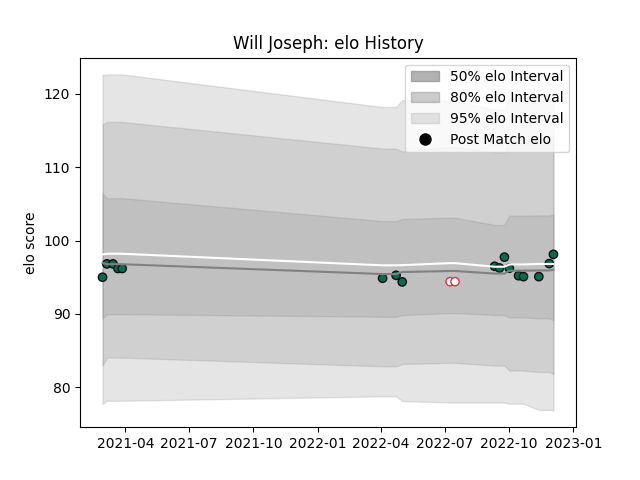 Will Joseph: elo History
50% elo Interval
80% elo Interval
95% elo Interval
Post Match elo
elo score
120
110
100
90
80
2021-04 2021-07 2021-10 2022-01 2022-04 2022-07 2022-10 2023-01